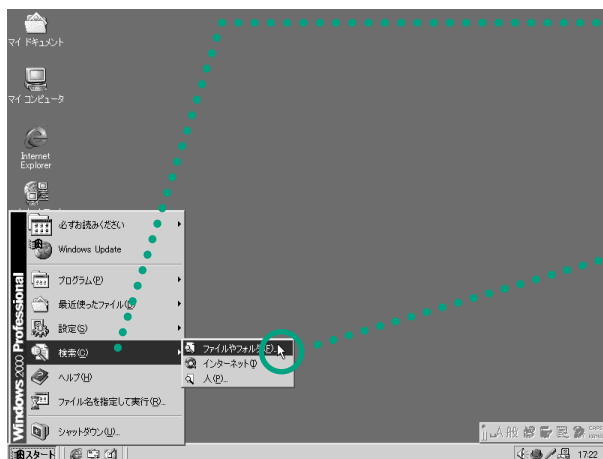 マイ ドキュメント
マイ コンピュータ
Internet
Explorer
必ずお読みください
Windows Update
プログラム(P)
最近使ったファイル(D)
設定(S)
検索(C)
ヘルプ(H)
ファイル名を指定して実行(R)...
シャットダウン(U)...
Windows 2000 Professional
ファイルやフォルダ(F)...
インターネット(I)
人(P)...
A般
CAPS
KANA
スタート
17:22